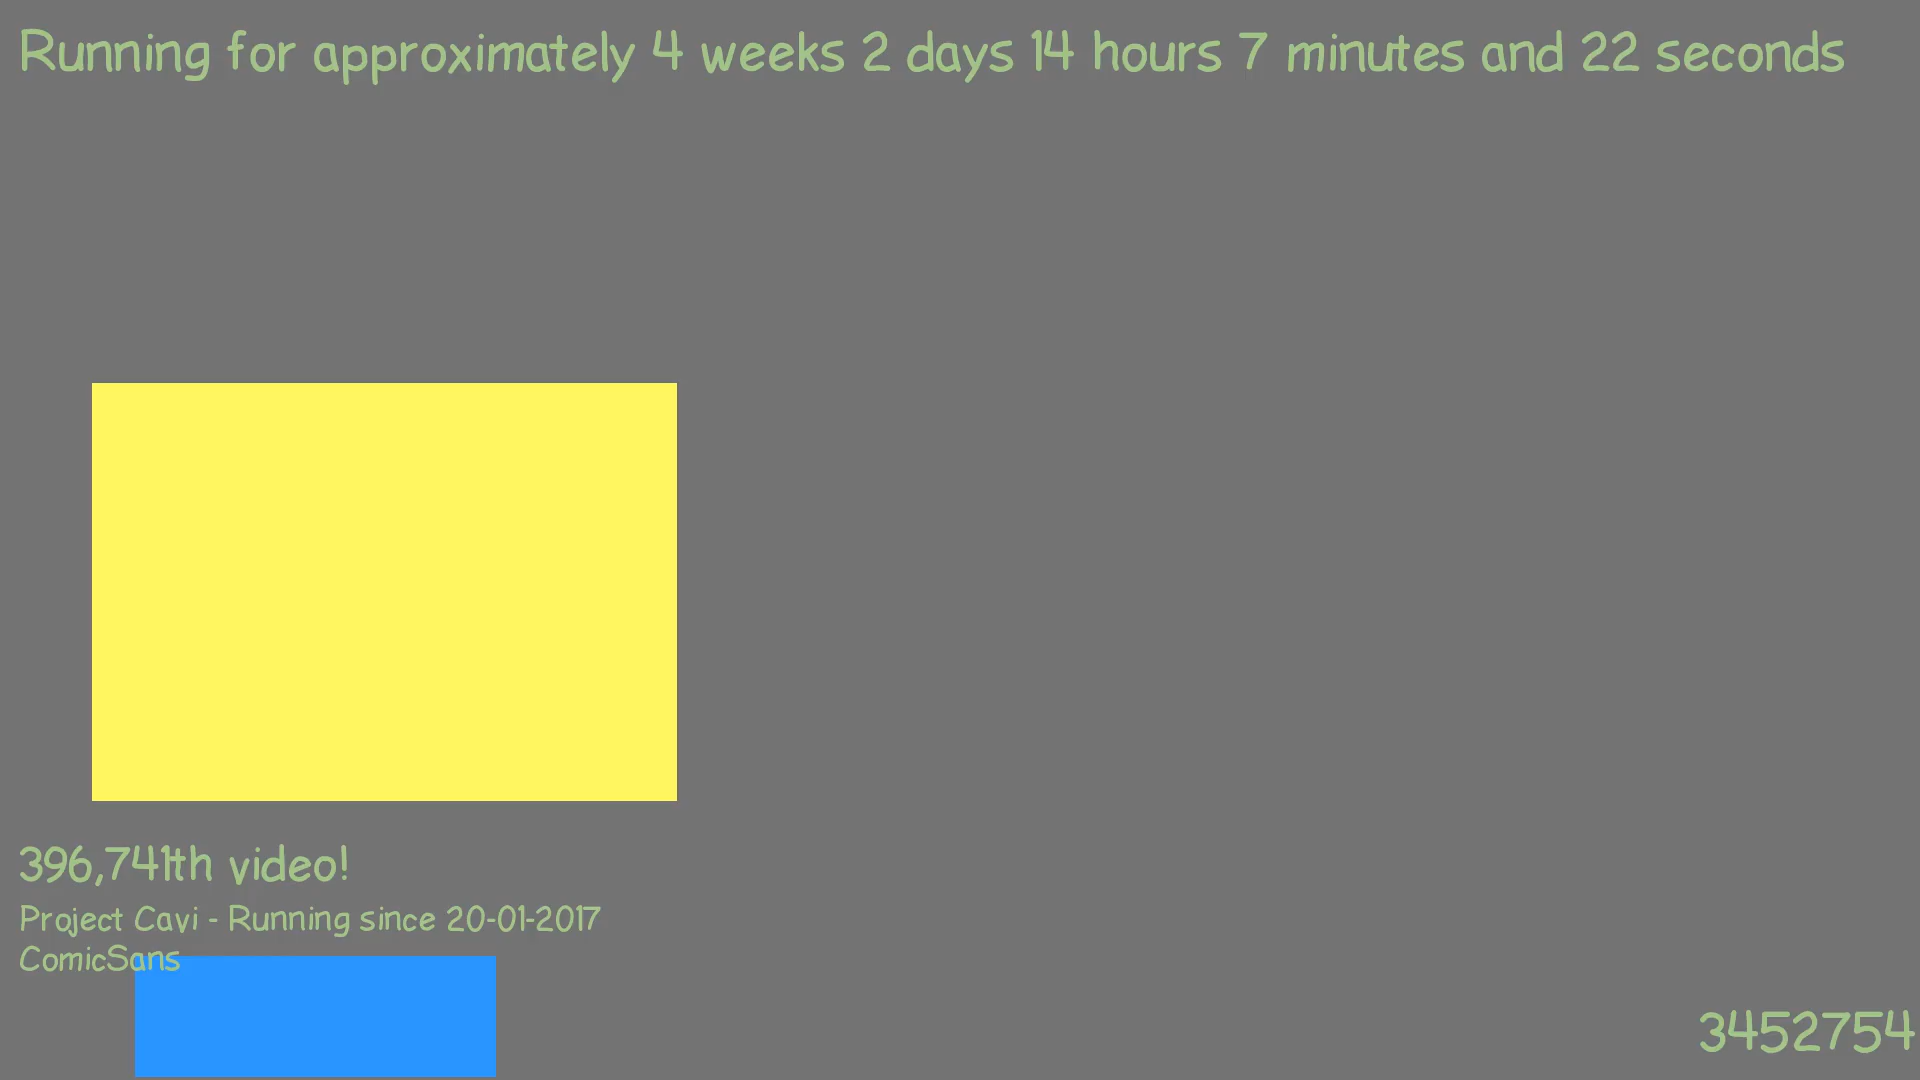 Running for approximately 4 weeks 2 days 14 hours 7 minutes and 22 seconds
396,741th video!
Project Cavi - Running since 20-01-2017
ComicSans
3452754